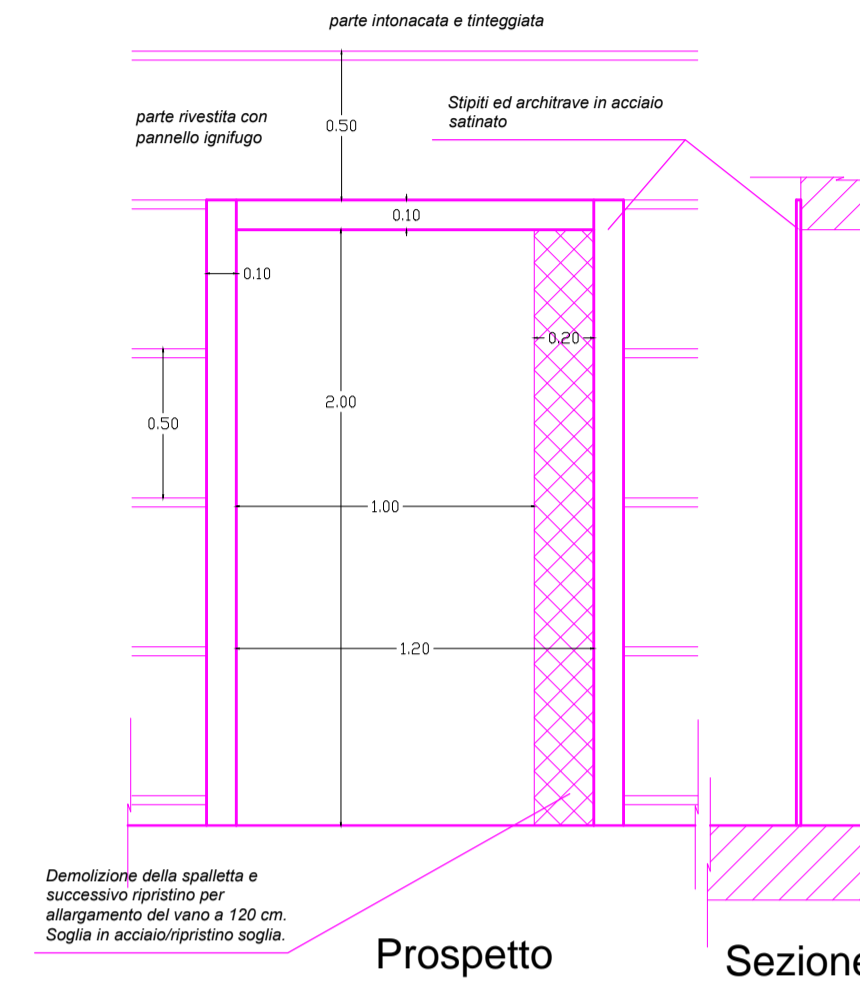 parte intonacata e tinteggiata
parte rivestita con
pannello ignifugo
0.50
Stipiti ed architrave in acciaio
satinato
0.10
0.10
0.20
2.00
0.50
1.00
1.20
Demolizione della spalletta e
successivo ripristino per
allargamento del vano a 120 cm.
Soglia in acciaio/ripristino soglia.
Prospetto
Sezione